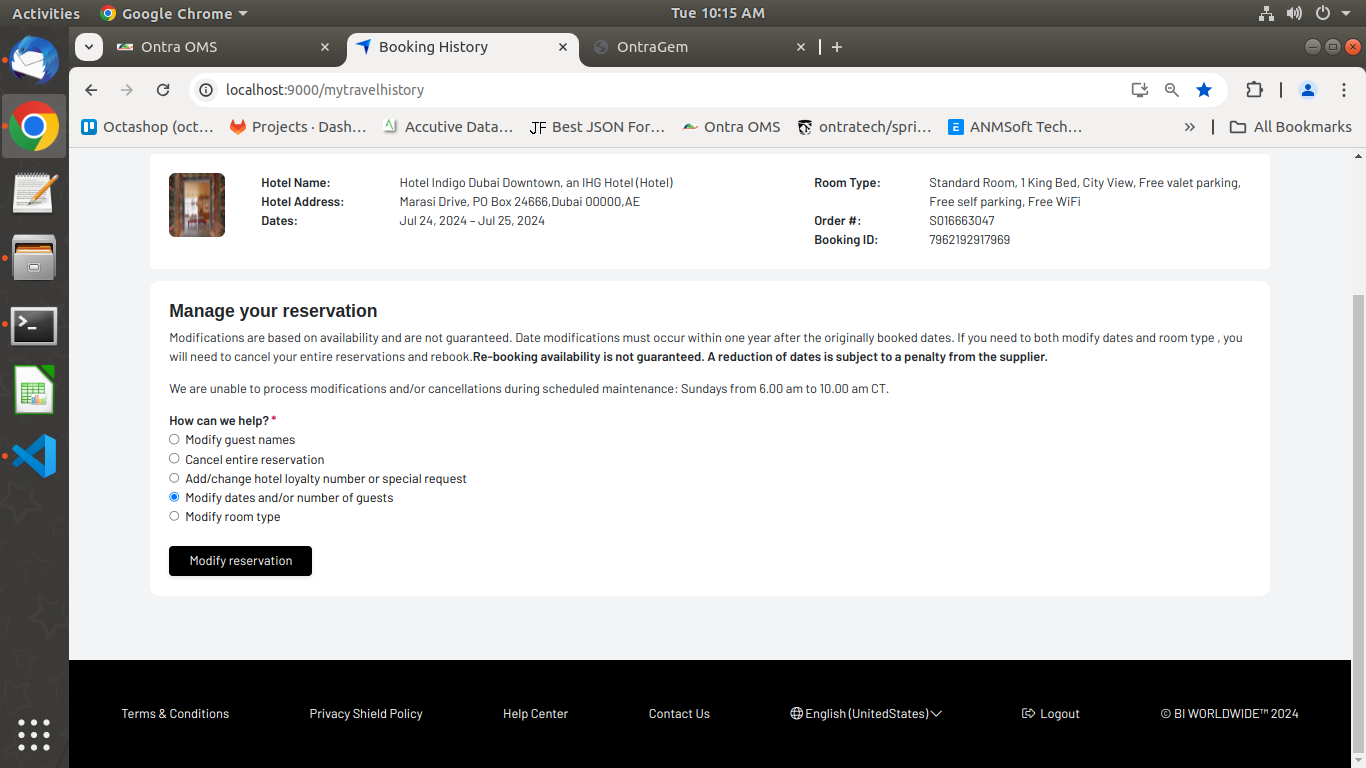 Activities
Google Chrome
Tue 10:15 AM
Ontra OMS
Booking History
OntraGem
localhost:9000/mytravelhistory
Octashop (oct…
Projects · Dash…
Accutive Data…
JF Best JSON For…
Ontra OMS
ontratech/spri…
ANMSoft Tech…
»
All Bookmarks
Hotel Name: Hotel Indigo Dubai Downtown, an IHG Hotel (Hotel)
Hotel Address: Marasi Drive, PO Box 24666,Dubai 00000,AE
Dates: Jul 24, 2024 – Jul 25, 2024
Room Type: Standard Room, 1 King Bed, City View, Free valet parking,
Free self parking, Free WiFi
Order #: S016663047
Booking ID: 7962192917969
Manage your reservation
Modifications are based on availability and are not guaranteed. Date modifications must occur within one year after the originally booked dates. If you need to both modify dates and room type , you
will need to cancel your entire reservations and rebook.Re-booking availability is not guaranteed. A reduction of dates is subject to a penalty from the supplier.
We are unable to process modifications and/or cancellations during scheduled maintenance: Sundays from 6.00 am to 10.00 am CT.
How can we help? *
Modify guest names
Cancel entire reservation
Add/change hotel loyalty number or special request
Modify dates and/or number of guests
Modify room type
Modify reservation
Terms & Conditions
Privacy Shield Policy
Help Center
Contact Us
English (UnitedStates)
Logout
© BI WORLDWIDE™ 2024